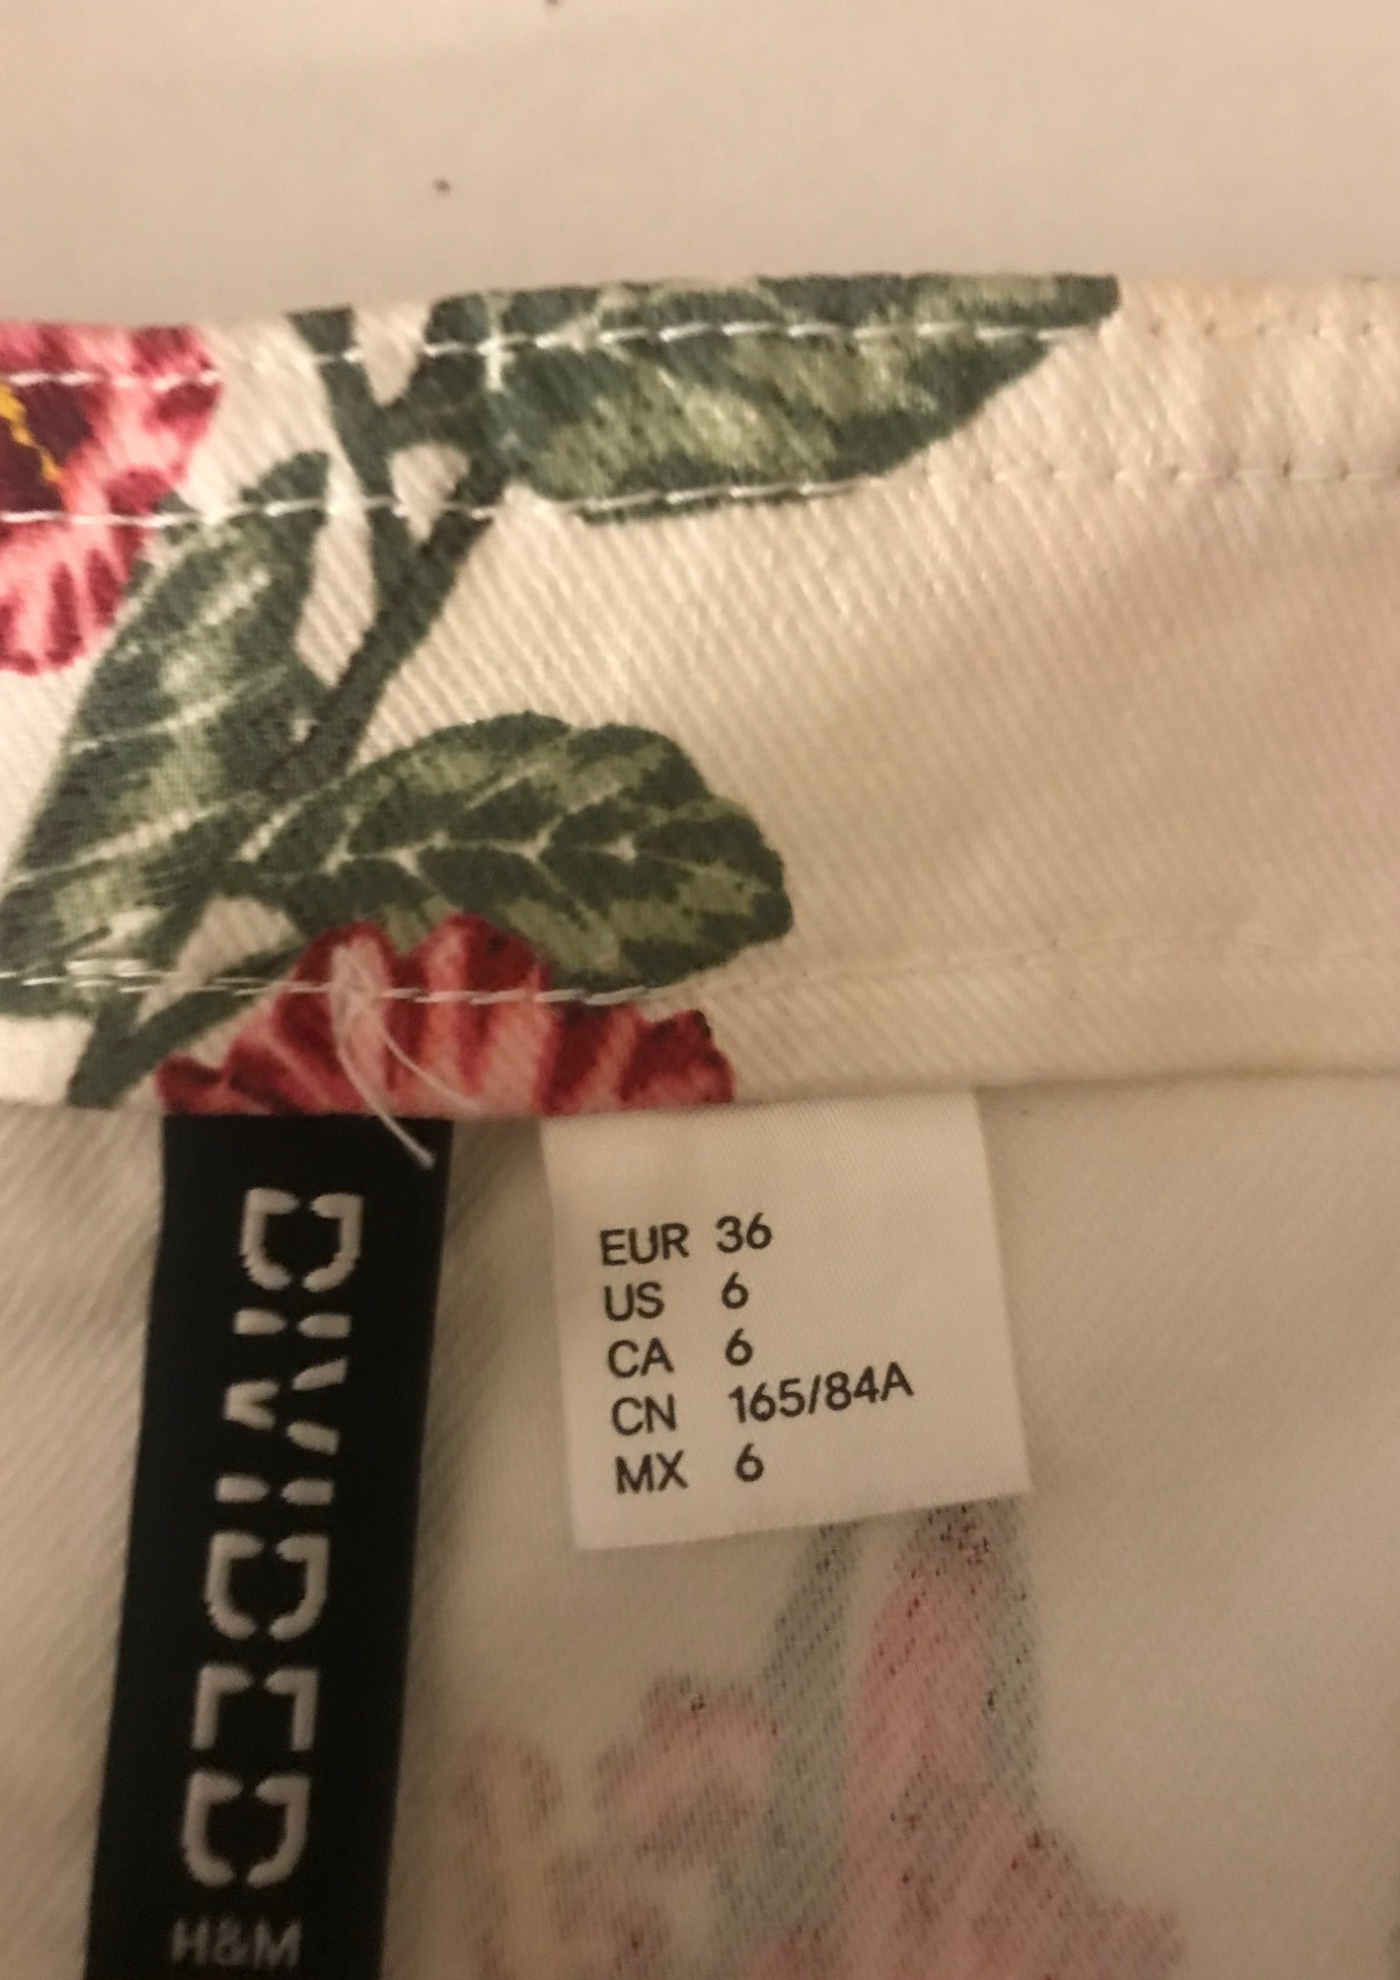 DIVIDED
H&M
EUR 36
US 6
CA 6
CN 165/84A
MX 6